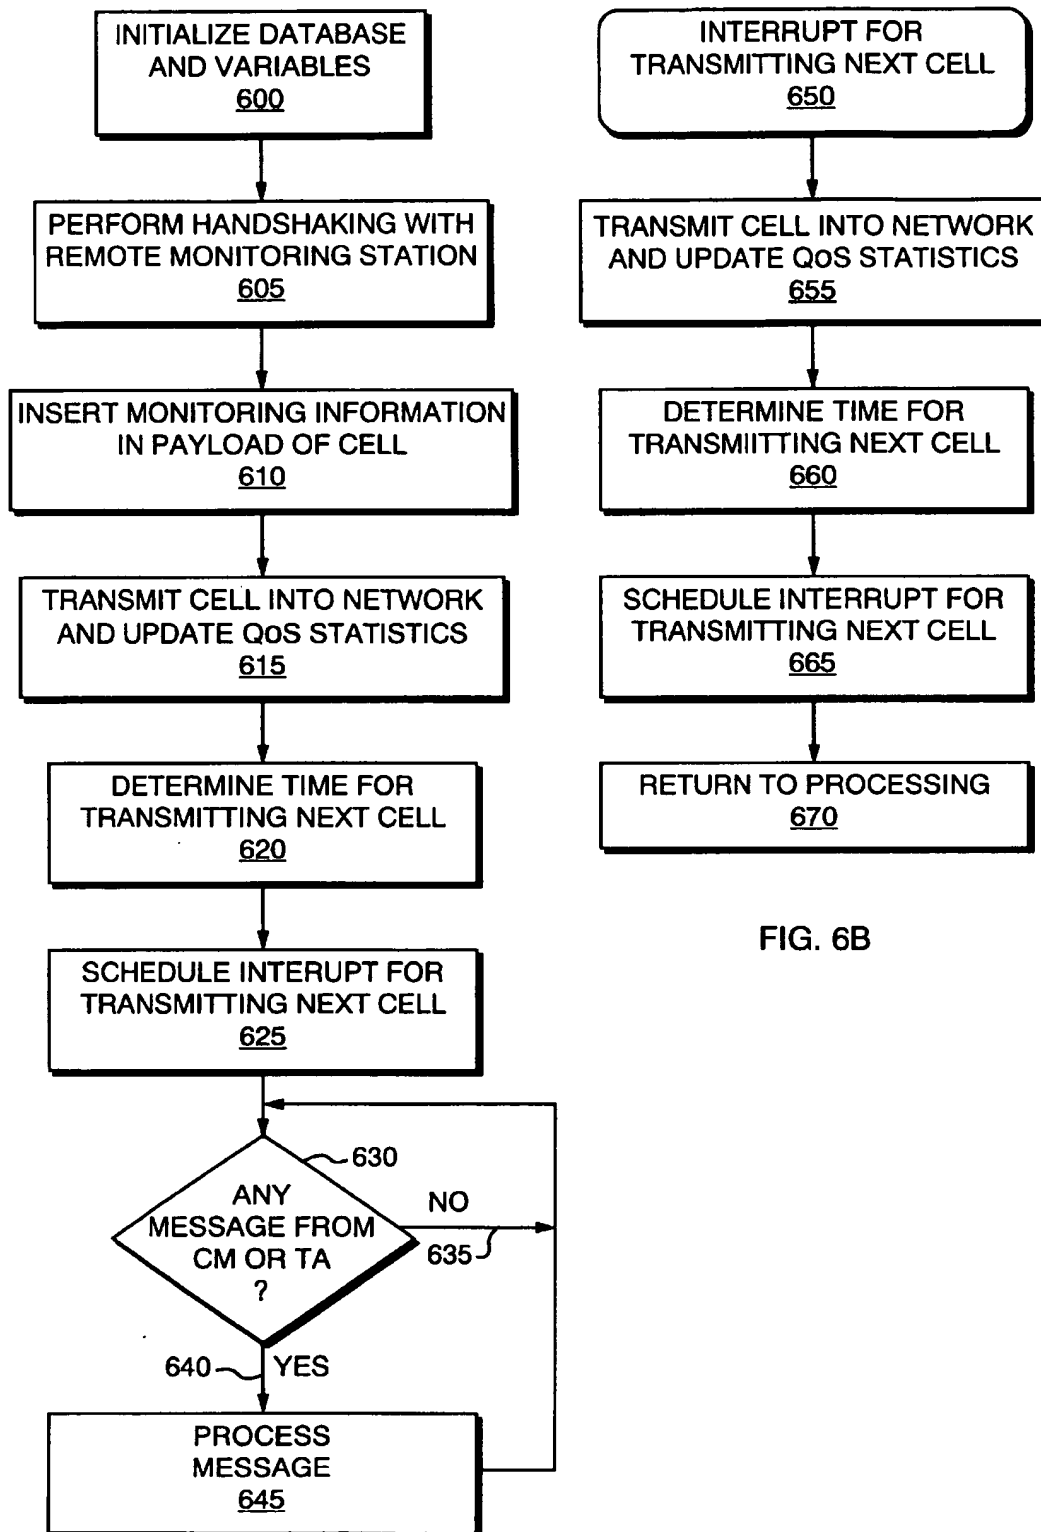 INITIALIZE DATABASE
AND VARIABLES
600
PERFORM HANDSHAKING WITH
REMOTE MONITORING STATION
605
INSERT MONITORING INFORMATION
IN PAYLOAD OF CELL
610
TRANSMIT CELL INTO NETWORK
AND UPDATE QoS STATISTICS
615
DETERMINE TIME FOR
TRANSMITTING NEXT CELL
620
SCHEDULE INTERUPT FOR
TRANSMITTING NEXT CELL
625
630
ANY
MESSAGE FROM
CM OR TA
?
NO
635
640
YES
PROCESS
MESSAGE
645
INTERRUPT FOR
TRANSMITTING NEXT CELL
650
TRANSMIT CELL INTO NETWORK
AND UPDATE QoS STATISTICS
655
DETERMINE TIME FOR
TRANSMIITTING NEXT CELL
660
SCHEDULE INTERRUPT FOR
TRANSMITTING NEXT CELL
665
RETURN TO PROCESSING
670
FIG. 6B